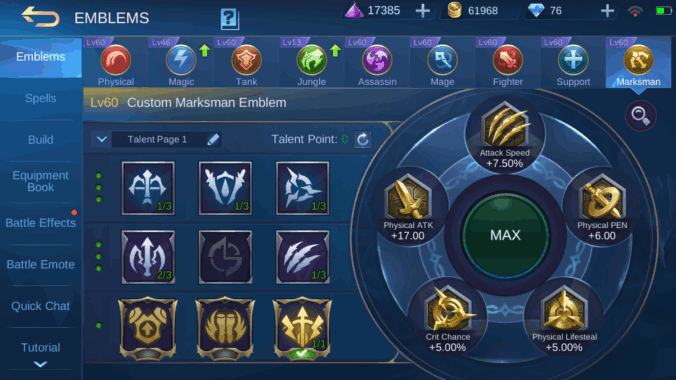 EMBLEMS
17385
61968
76
Emblems
Spells
Build
Equipment
Book
Battle Effects
Battle Emote
Quick Chat
Tutorial
Lv60
Physical
Lv46
Magic
Lv60
Tank
Lv13
Jungle
Lv60
Assassin
Lv60
Mage
Lv60
Fighter
Lv60
Support
Lv60
Marksman
Lv60 Custom Marksman Emblem
Talent Page 1
Talent Point: 0
1/3
1/3
1/3
2/3
1/3
1/1
Attack Speed
+7.50%
Physical ATK
+17.00
Physical PEN
+6.00
MAX
Crit Chance
+5.00%
Physical Lifesteal
+5.00%